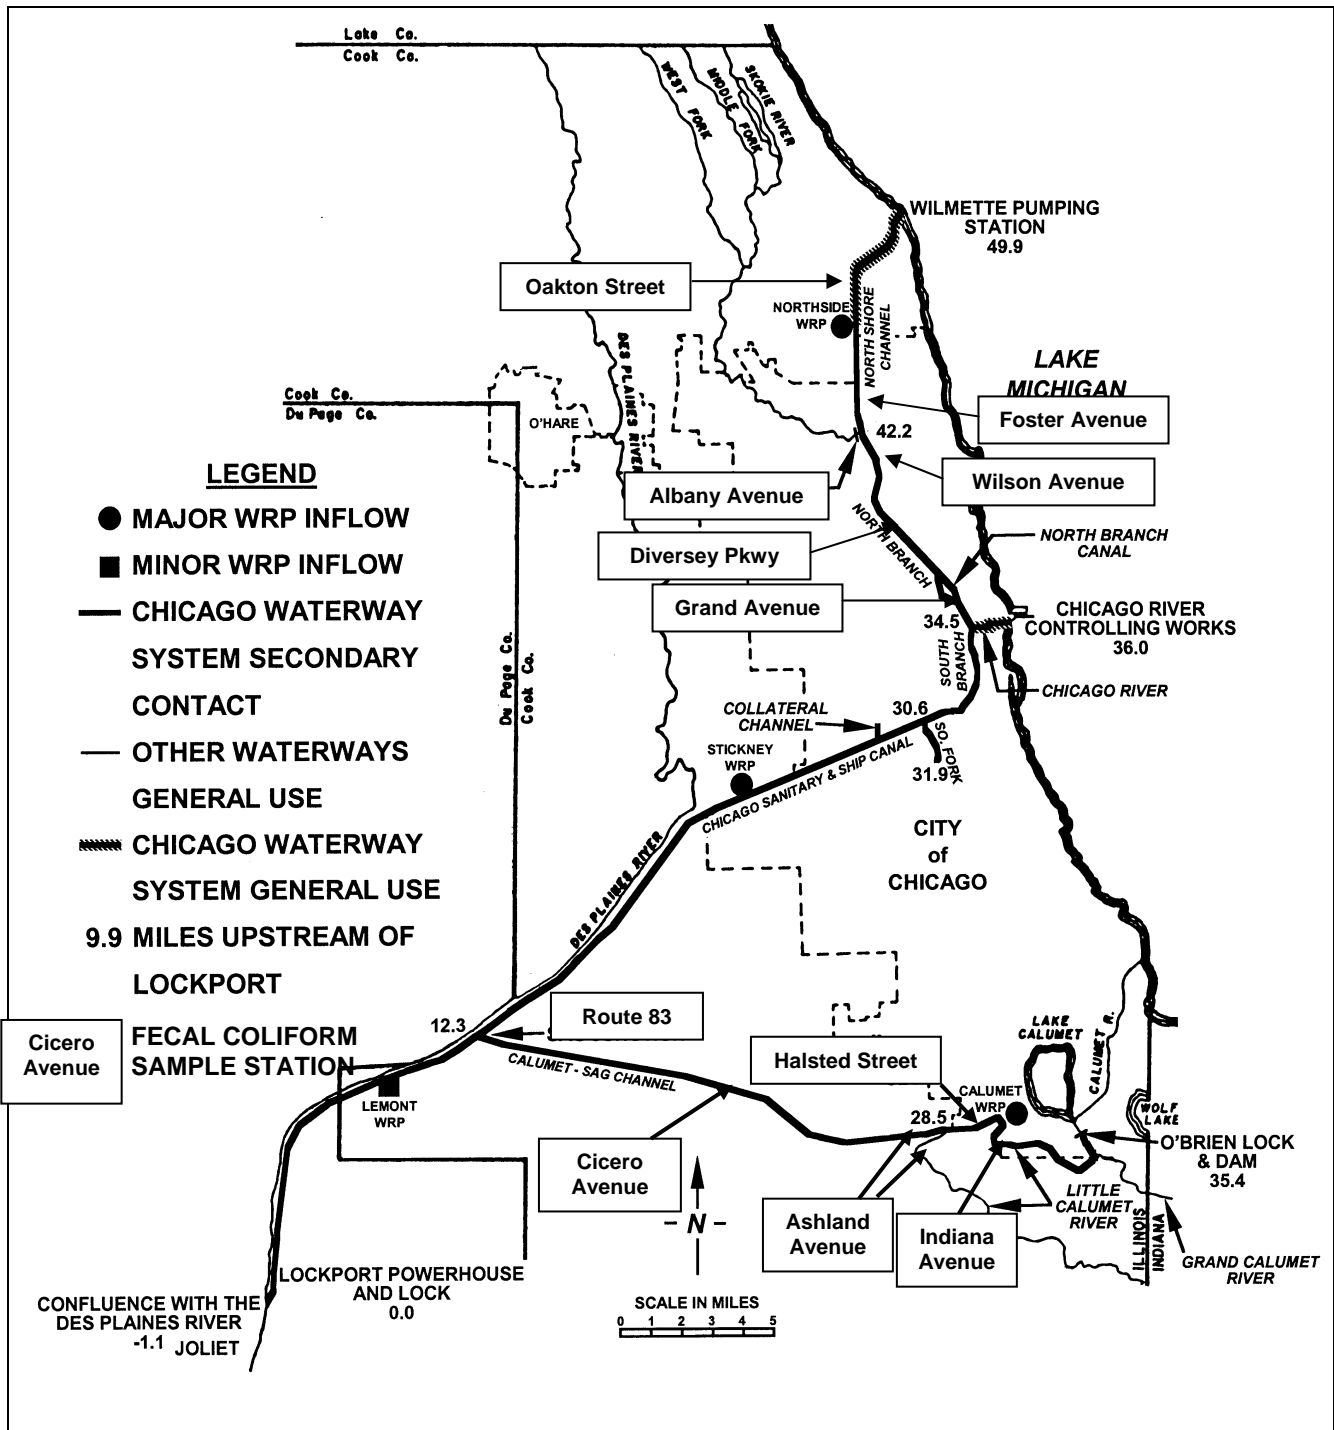 Lake Co.
Cook Co.
WEST FORK
MIDDLE FORK
SKOKIE RIVER
WILMETTE PUMPING
STATION
49.9
Oakton Street
NORTHSIDE
WRP
NORTH SHORE
CHANNEL
DES PLAINES RIVER
LAKE
MICHIGAN
Cook Co.
Du Page Co.
O'HARE
Foster Avenue
42.2
Wilson Avenue
Albany Avenue
LEGEND
MAJOR WRP INFLOW
MINOR WRP INFLOW
CHICAGO WATERWAY
SYSTEM SECONDARY
CONTACT
OTHER WATERWAYS
GENERAL USE
CHICAGO WATERWAY
SYSTEM GENERAL USE
9.9 MILES UPSTREAM OF
LOCKPORT
Cicero
Avenue
FECAL COLIFORM
SAMPLE STATION
NORTH BRANCH
NORTH BRANCH
CANAL
Diversey Pkwy
Grand Avenue
34.5
CHICAGO RIVER
CONTROLLING WORKS
36.0
Du Page Co.
Cook Co.
SOUTH
BRANCH
CHICAGO RIVER
COLLATERAL
CHANNEL
30.6
SO. FORK
31.9
STICKNEY
WRP
CHICAGO SANITARY & SHIP CANAL
CITY
of
CHICAGO
DES PLAINES RIVER
12.3
Route 83
CALUMET - SAG CHANNEL
LEMONT
WRP
LAKE
CALUMET
CALUMET R.
Halsted Street
CALUMET
WRP
28.5
WOLF
LAKE
O'BRIEN LOCK
& DAM
35.4
Cicero
Avenue
Ashland
Avenue
Indiana
Avenue
LITTLE
CALUMET
RIVER
ILLINOIS
INDIANA
GRAND CALUMET
RIVER
N
LOCKPORT POWERHOUSE
AND LOCK
0.0
CONFLUENCE WITH THE
DES PLAINES RIVER
-1.1
JOLIET
SCALE IN MILES
0 1 2 3 4 5